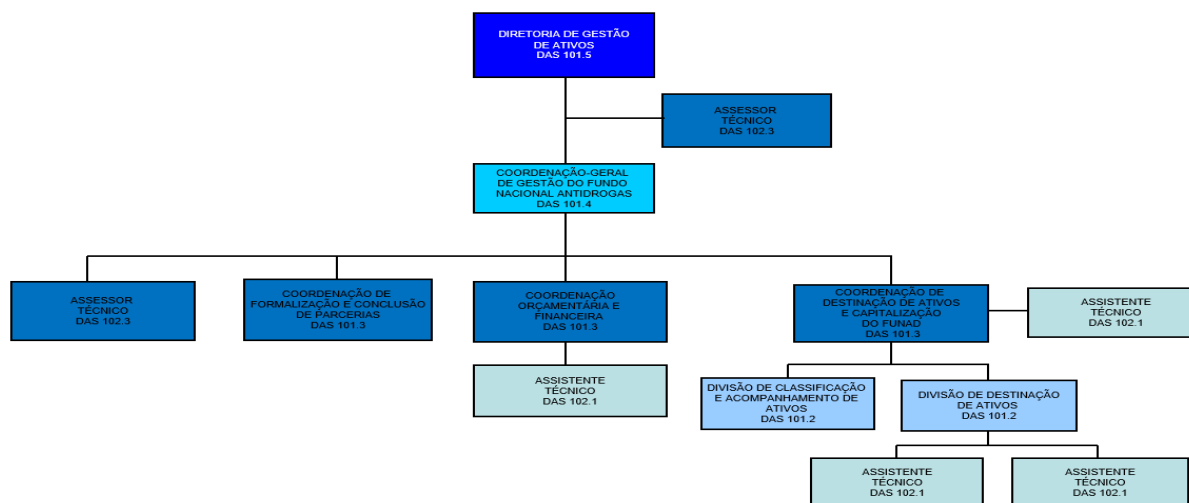 DIRETORIA DE GESTÃO
DE ATIVOS
DAS 101.5
ASSESSOR
TÉCNICO
DAS 102.3
COORDENAÇÃO-GERAL
DE GESTÃO DO FUNDO
NACIONAL ANTIDROGAS
DAS 101.4
ASSESSOR
TÉCNICO
DAS 102.3
COORDENAÇÃO DE
FORMALIZAÇÃO E CONCLUSÃO
DE PARCERIAS
DAS 101.3
COORDENAÇÃO
ORÇAMENTÁRIA E
FINANCEIRA
DAS 101.3
COORDENAÇÃO DE
DESTINAÇÃO DE ATIVOS
E CAPITALIZAÇÃO
DO FUNAD
DAS 101.3
ASSISTENTE
TÉCNICO
DAS 102.1
ASSISTENTE
TÉCNICO
DAS 102.1
DIVISÃO DE CLASSIFICAÇÃO
E ACOMPANHAMENTO DE
ATIVOS
DAS 101.2
DIVISÃO DE DESTINAÇÃO
DE ATIVOS
DAS 101.2
ASSISTENTE
TÉCNICO
DAS 102.1
ASSISTENTE
TÉCNICO
DAS 102.1